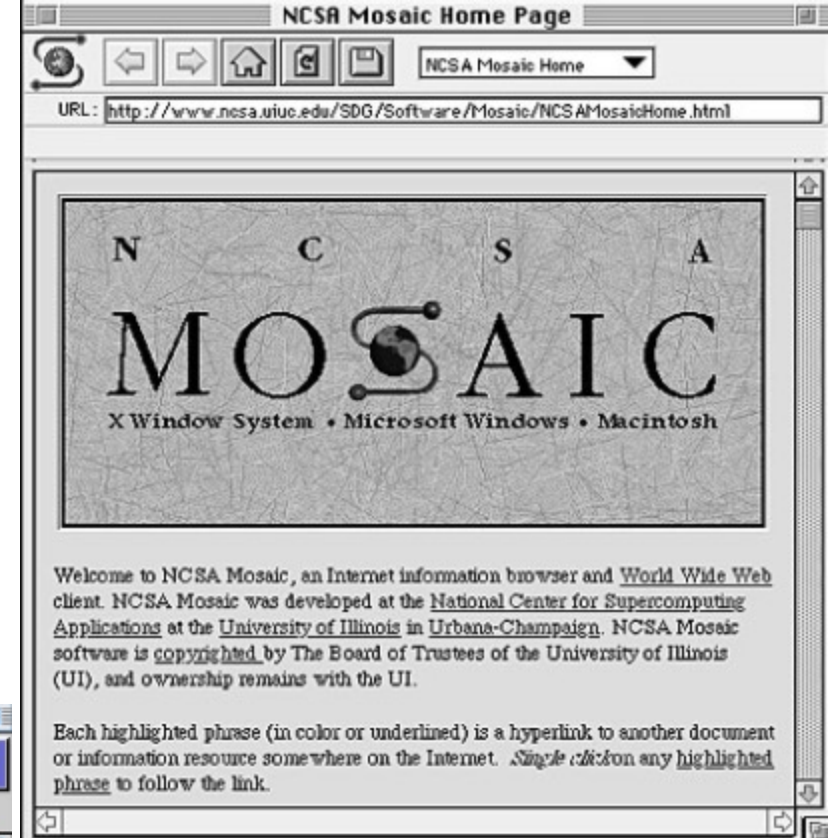 NCSA Mosaic Home Page
NCSA Mosaic Home
URL: http://www.ncsa.uiuc.edu/SDG/Software/Mosaic/NCSAMosaicHome.html
N C S A
MOSAIC
X Window System • Microsoft Windows • Macintosh
Welcome to NCSA Mosaic, an Internet information browser and World Wide Web
client. NCSA Mosaic was developed at the National Center for Supercomputing
Applications at the University of Illinois in Urbana-Champaign. NCSA Mosaic
software is copyrighted by The Board of Trustees of the University of Illinois
(UI), and ownership remains with the UI.
Each highlighted phrase (in color or underlined) is a hyperlink to another document
or information resource somewhere on the Internet. Single click on any highlighted
phrase to follow the link.